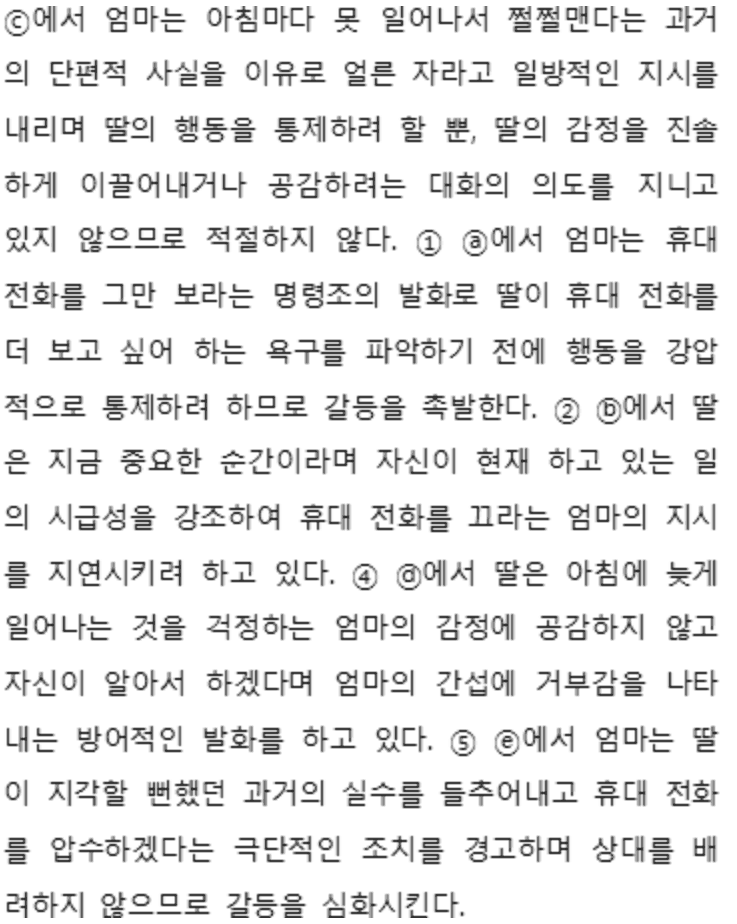 ⓒ에서 엄마는 아침마다 못 일어나서 쩔쩔맨다는 과거
의 단편적 사실을 이유로 얼른 자라고 일방적인 지시를
내리며 딸의 행동을 통제하려 할 뿐, 딸의 감정을 진솔
하게 이끌어내거나 공감하려는 대화의 의도를 지니고
있지 않으므로 적절하지 않다. ① ⓐ에서 엄마는 휴대
전화를 그만 보라는 명령조의 발화로 딸이 휴대 전화를
더 보고 싶어 하는 욕구를 파악하기 전에 행동을 강압
적으로 통제하려 하므로 갈등을 촉발한다. ② ⓑ에서 딸
은 지금 중요한 순간이라며 자신이 현재 하고 있는 일
의 시급성을 강조하여 휴대 전화를 끄라는 엄마의 지시
를 지연시키려 하고 있다. ④ ⓓ에서 딸은 아침에 늦게
일어나는 것을 걱정하는 엄마의 감정에 공감하지 않고
자신이 알아서 하겠다며 엄마의 간섭에 거부감을 나타
내는 방어적인 발화를 하고 있다. ⑤ ⓔ에서 엄마는 딸
이 지각할 뻔했던 과거의 실수를 들추어내고 휴대 전화
를 압수하겠다는 극단적인 조치를 경고하며 상대를 배
려하지 않으므로 갈등을 심화시킨다.